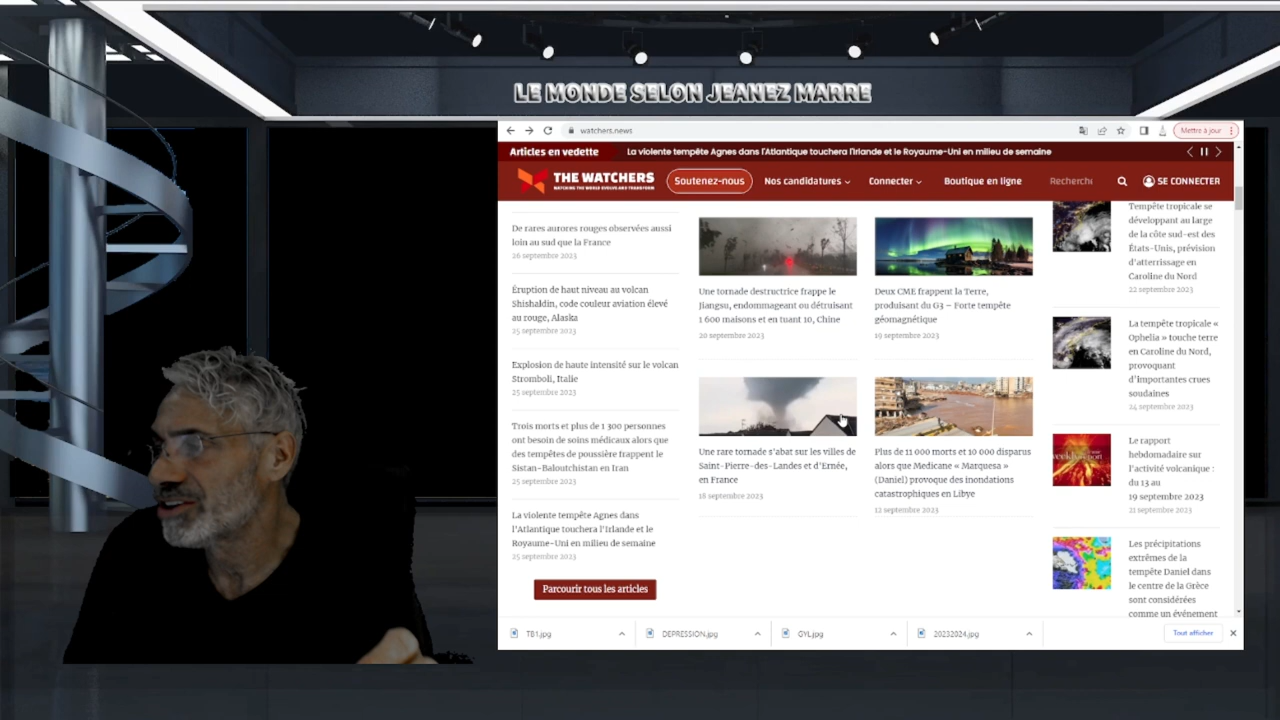 LE MONDE SELON JEANEZ MARRE
watchers.news
Mettre à jour
Articles en vedette
La violente tempête Agnes dans l'Atlantique touchera l'Irlande et le Royaume-Uni en milieu de semaine
THE WATCHERS
WATCHING THE WORLD EVOLVE AND TRANSFORM
Soutenez-nous
Nos candidatures
Connecter
Boutique en ligne
Recherche
SE CONNECTER
De rares aurores rouges observées aussi
loin au sud que la France
26 septembre 2023
Éruption de haut niveau au volcan
Shishaldin, code couleur aviation élevé
au rouge, Alaska
25 septembre 2023
Explosion de haute intensité sur le volcan
Stromboli, Italie
25 septembre 2023
Trois morts et plus de 1 300 personnes
ont besoin de soins médicaux alors que
des tempêtes de poussière frappent le
Sistan-Baloutchistan en Iran
25 septembre 2023
La violente tempête Agnes dans
l'Atlantique touchera l'Irlande et le
Royaume-Uni en milieu de semaine
25 septembre 2023
Parcourir tous les articles
Une tornade destructrice frappe le
Jiangsu, endommageant ou détruisant
1 600 maisons et en tuant 10, Chine
20 septembre 2023
Deux CME frappent la Terre,
produisant du G3 – Forte tempête
géomagnétique
19 septembre 2023
Une rare tornade s'abat sur les villes de
Saint-Pierre-des-Landes et d'Ernée,
en France
18 septembre 2023
Plus de 11 000 morts et 10 000 disparus
alors que Medicane « Marquesa »
(Daniel) provoque des inondations
catastrophiques en Libye
12 septembre 2023
Tempête tropicale se
développant au large
de la côte sud-est des
États-Unis, prévision
d'atterrissage en
Caroline du Nord
22 septembre 2023
La tempête tropicale «
Ophelia » touche terre
en Caroline du Nord,
provoquant
d'importantes crues
soudaines
24 septembre 2023
Le rapport
hebdomadaire sur
l'activité volcanique :
du 13 au
19 septembre 2023
21 septembre 2023
Les précipitations
extrêmes de la
tempête Daniel dans
le centre de la Grèce
sont considérées
comme un événement
TB1.jpg
DEPRESSION.jpg
GYL.jpg
20232024.jpg
Tout afficher